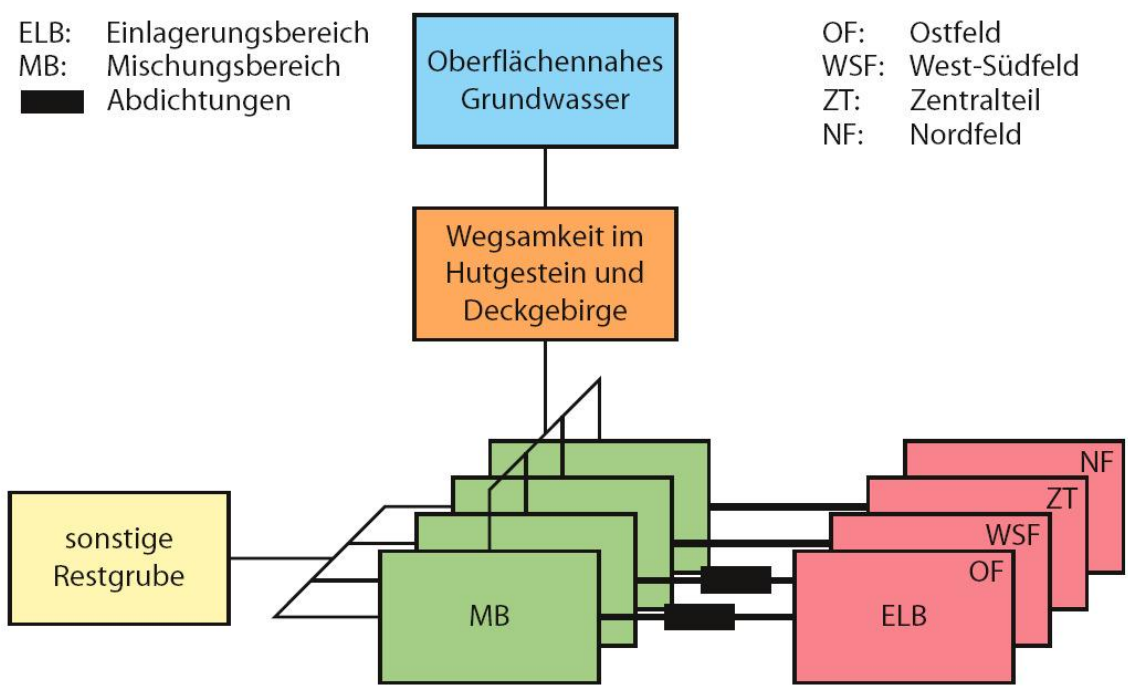 ELB: Einlagerungsbereich
MB: Mischungsbereich
Abdichtungen
OF: Ostfeld
WSF: West-Südfeld
ZT: Zentralteil
NF: Nordfeld
Oberflächennahes
Grundwasser
Wegsamkeit im
Hutgestein und
Deckgebirge
sonstige
Restgrube
MB
NF
ZT
WSF
OF
ELB